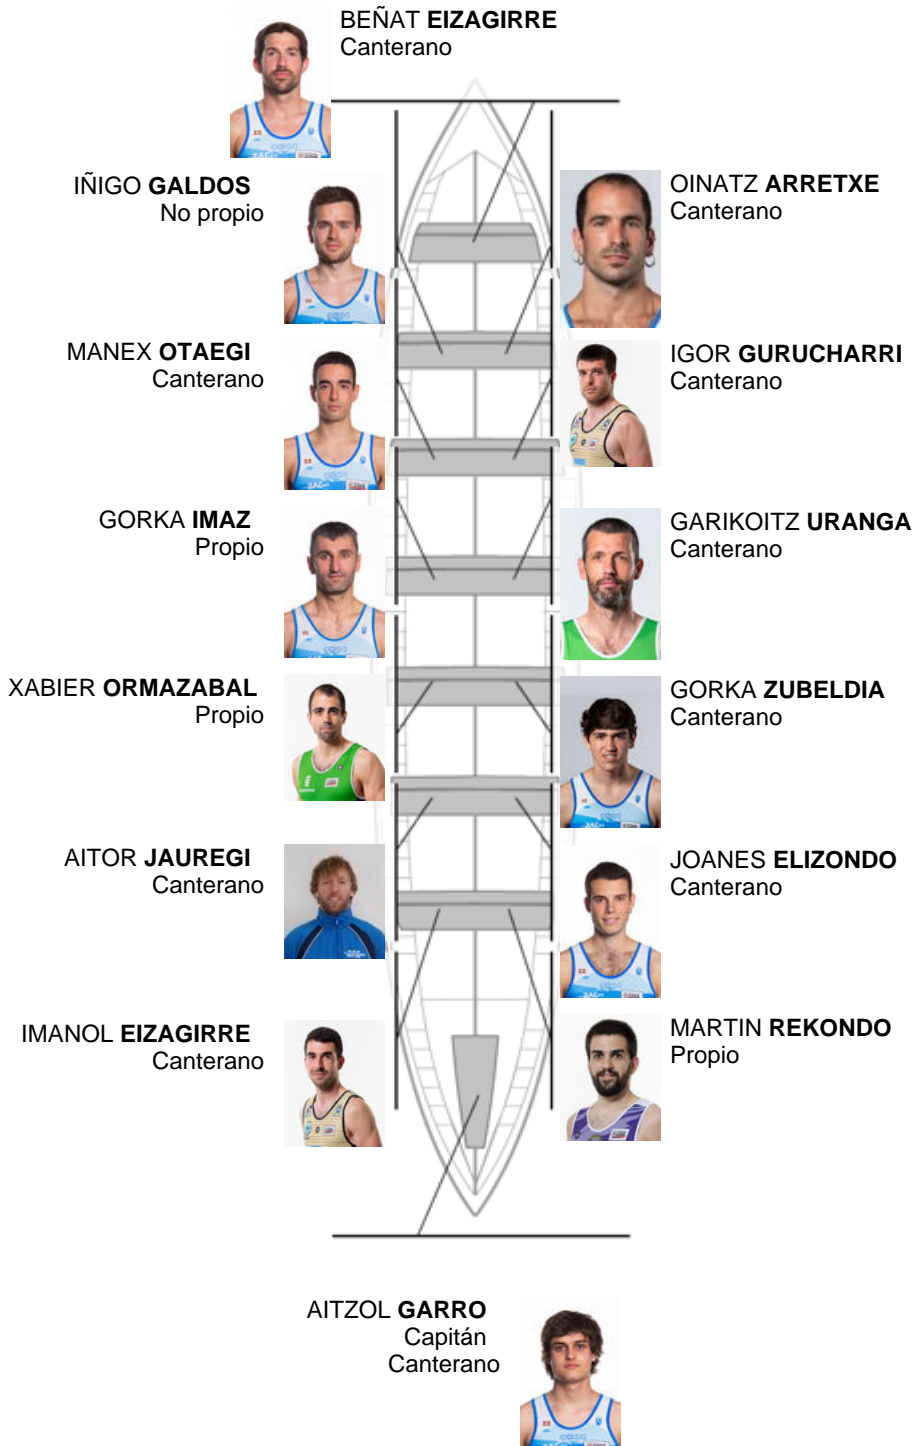 BEÑAT EIZAGIRRE
Canterano
IÑIGO GALDOS
No propio
OINATZ ARRETXE
Canterano
MANEX OTAEGI
Canterano
IGOR GURUCHARRI
Canterano
GORKA IMAZ
Propio
GARIKOITZ URANGA
Canterano
XABIER ORMAZABAL
Propio
GORKA ZUBELDIA
Canterano
AITOR JAUREGI
Canterano
JOANES ELIZONDO
Canterano
IMANOL EIZAGIRRE
Canterano
MARTIN REKONDO
Propio
AITZOL GARRO
Capitán
Canterano